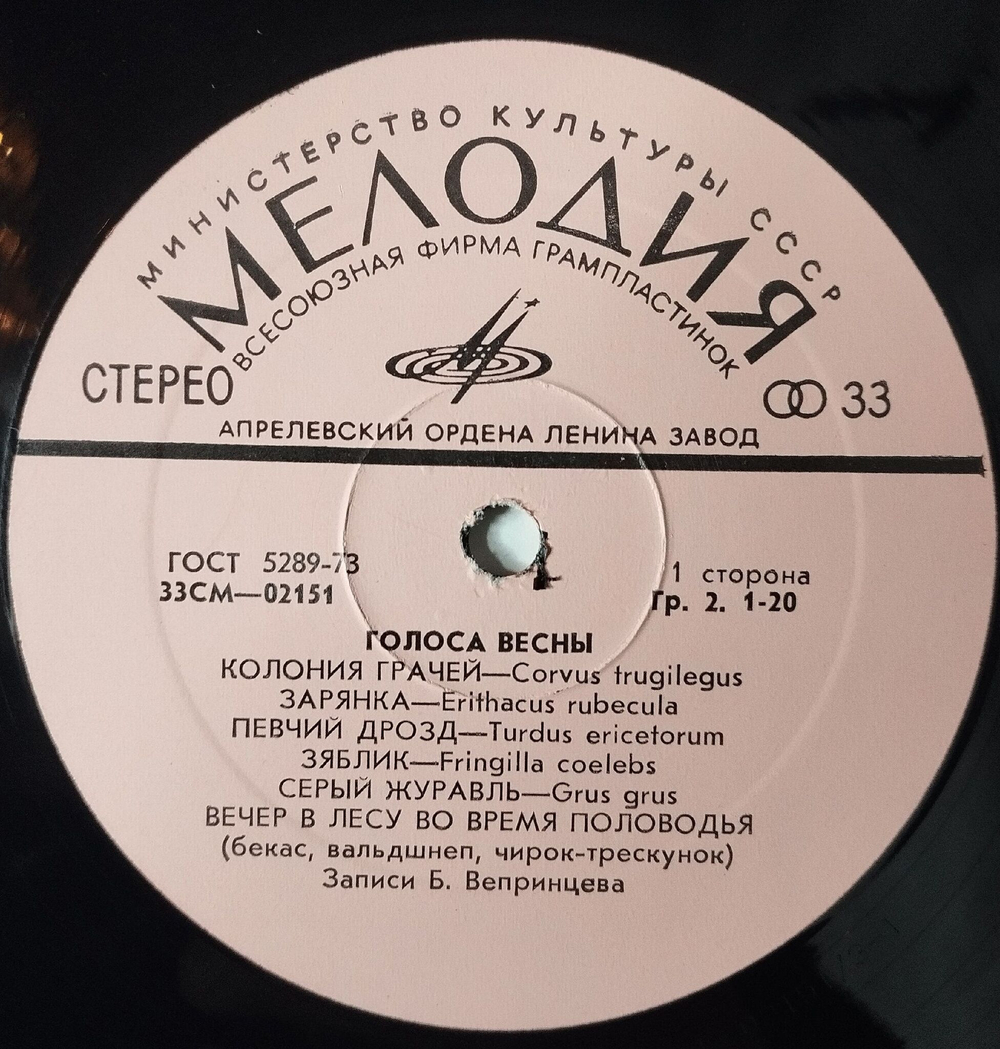 МИНИСТЕРСТВО КУЛЬТУРЫ СССР
МЕЛОДИЯ
ВСЕСОЮЗНАЯ ФИРМА ГРАМПЛАСТИНОК
СТЕРЕО
33
АПРЕЛЕВСКИЙ ОРДЕНА ЛЕНИНА ЗАВОД
ГОСТ 5289-73
33СМ—02151
1 сторона
Гр. 2. 1-20
ГОЛОСА ВЕСНЫ
КОЛОНИЯ ГРАЧЕЙ—Corvus trugilegus
ЗАРЯНКА—Erithacus rubecula
ПЕВЧИЙ ДРОЗД—Turdus ericetorum
ЗЯБЛИК—Fringilla coelebs
СЕРЫЙ ЖУРАВЛЬ—Grus grus
ВЕЧЕР В ЛЕСУ ВО ВРЕМЯ ПОЛОВОДЬЯ
(бекас, вальдшнеп, чирок-трескунок)
Записи Б. Вепринцева